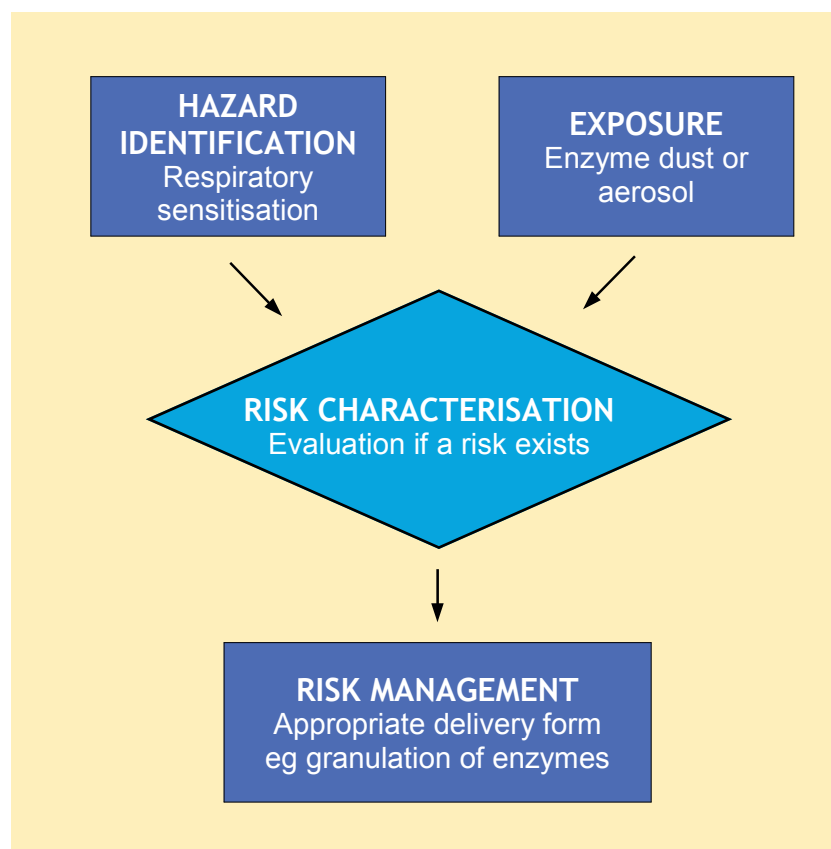 HAZARD
IDENTIFICATION
Respiratory
sensitisation
EXPOSURE
Enzyme dust or
aerosol
RISK CHARACTERISATION
Evaluation if a risk exists
RISK MANAGEMENT
Appropriate delivery form
eg granulation of enzymes